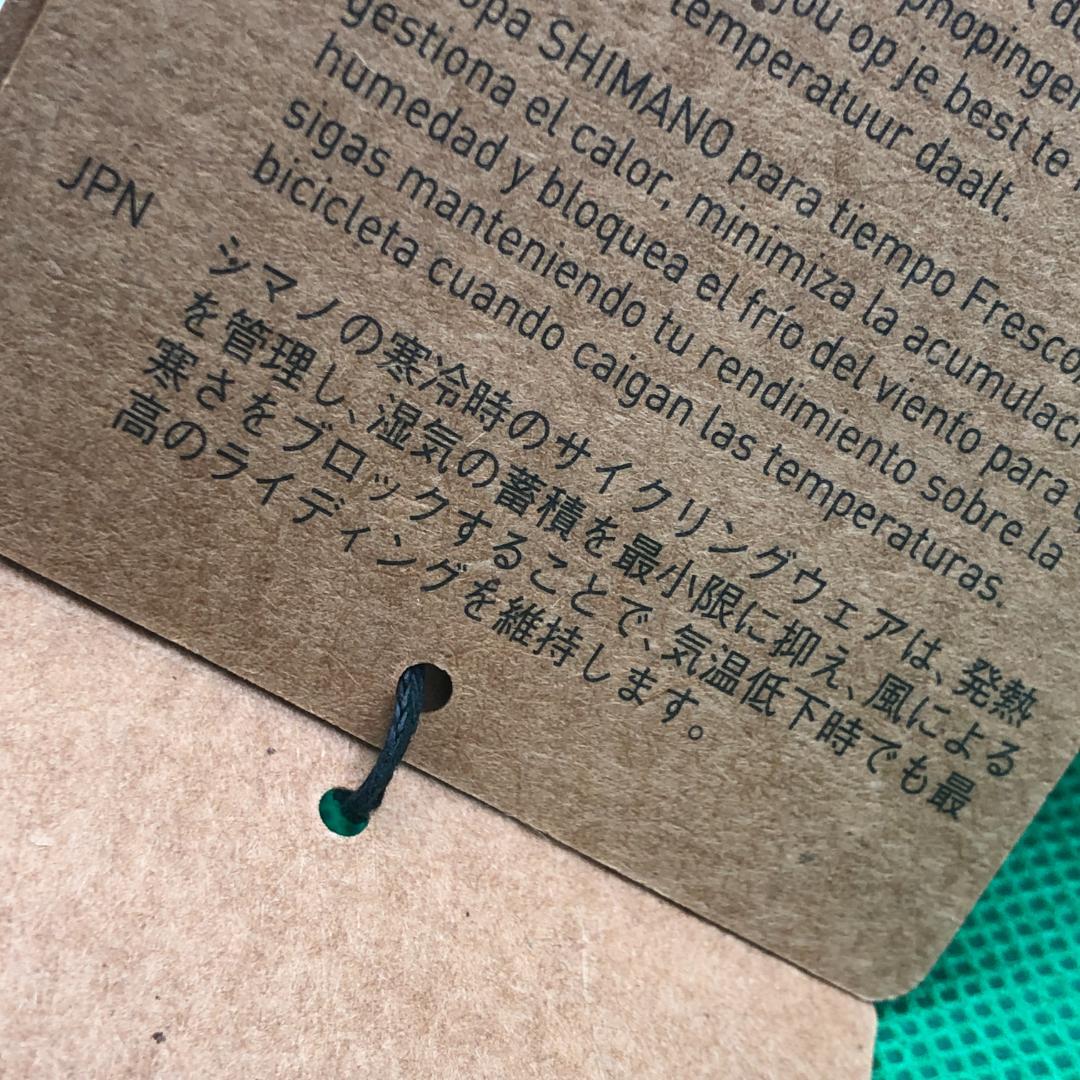 jou op je best te
temperatuur daalt.
SHIMANO para tiempo
gestiona el calor, minimiza la
humedad y bloquea el frío del viento para
sigas manteniendo tu rendimiento sobre la
bicicleta cuando caigan las temperaturas.
JPN シマノの寒冷時のサイクリングウェアは、発熱
を管理し、湿気の蓄積を最小限に抑え、風による
寒さをブロックすることで、気温低下時でも最
高のライディングを維持します。